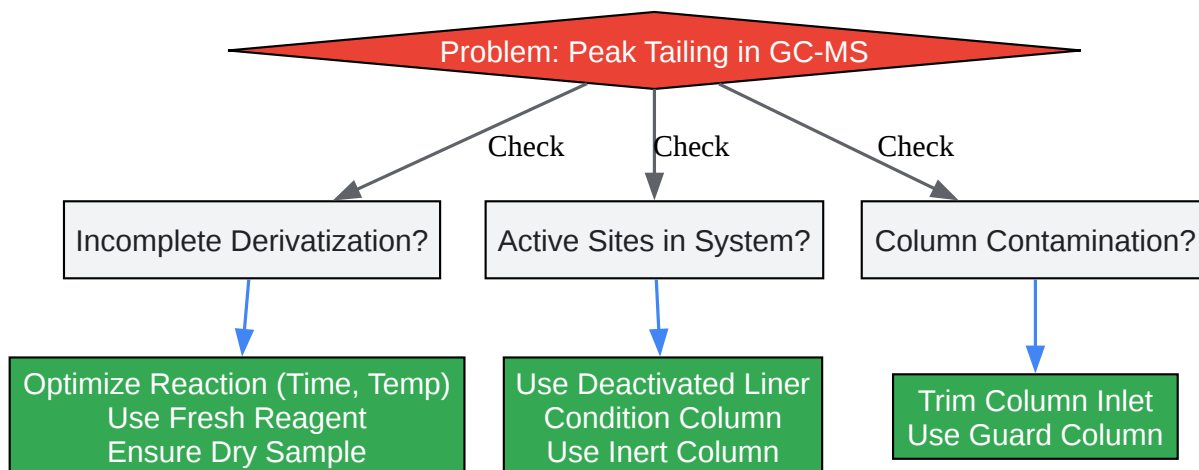 Problem: Peak Tailing in GC-MS
Check
Check
Check
Incomplete Derivatization?
Active Sites in System?
Column Contamination?
Optimize Reaction (Time, Temp)
Use Fresh Reagent
Ensure Dry Sample
Use Deactivated Liner
Condition Column
Use Inert Column
Trim Column Inlet
Use Guard Column